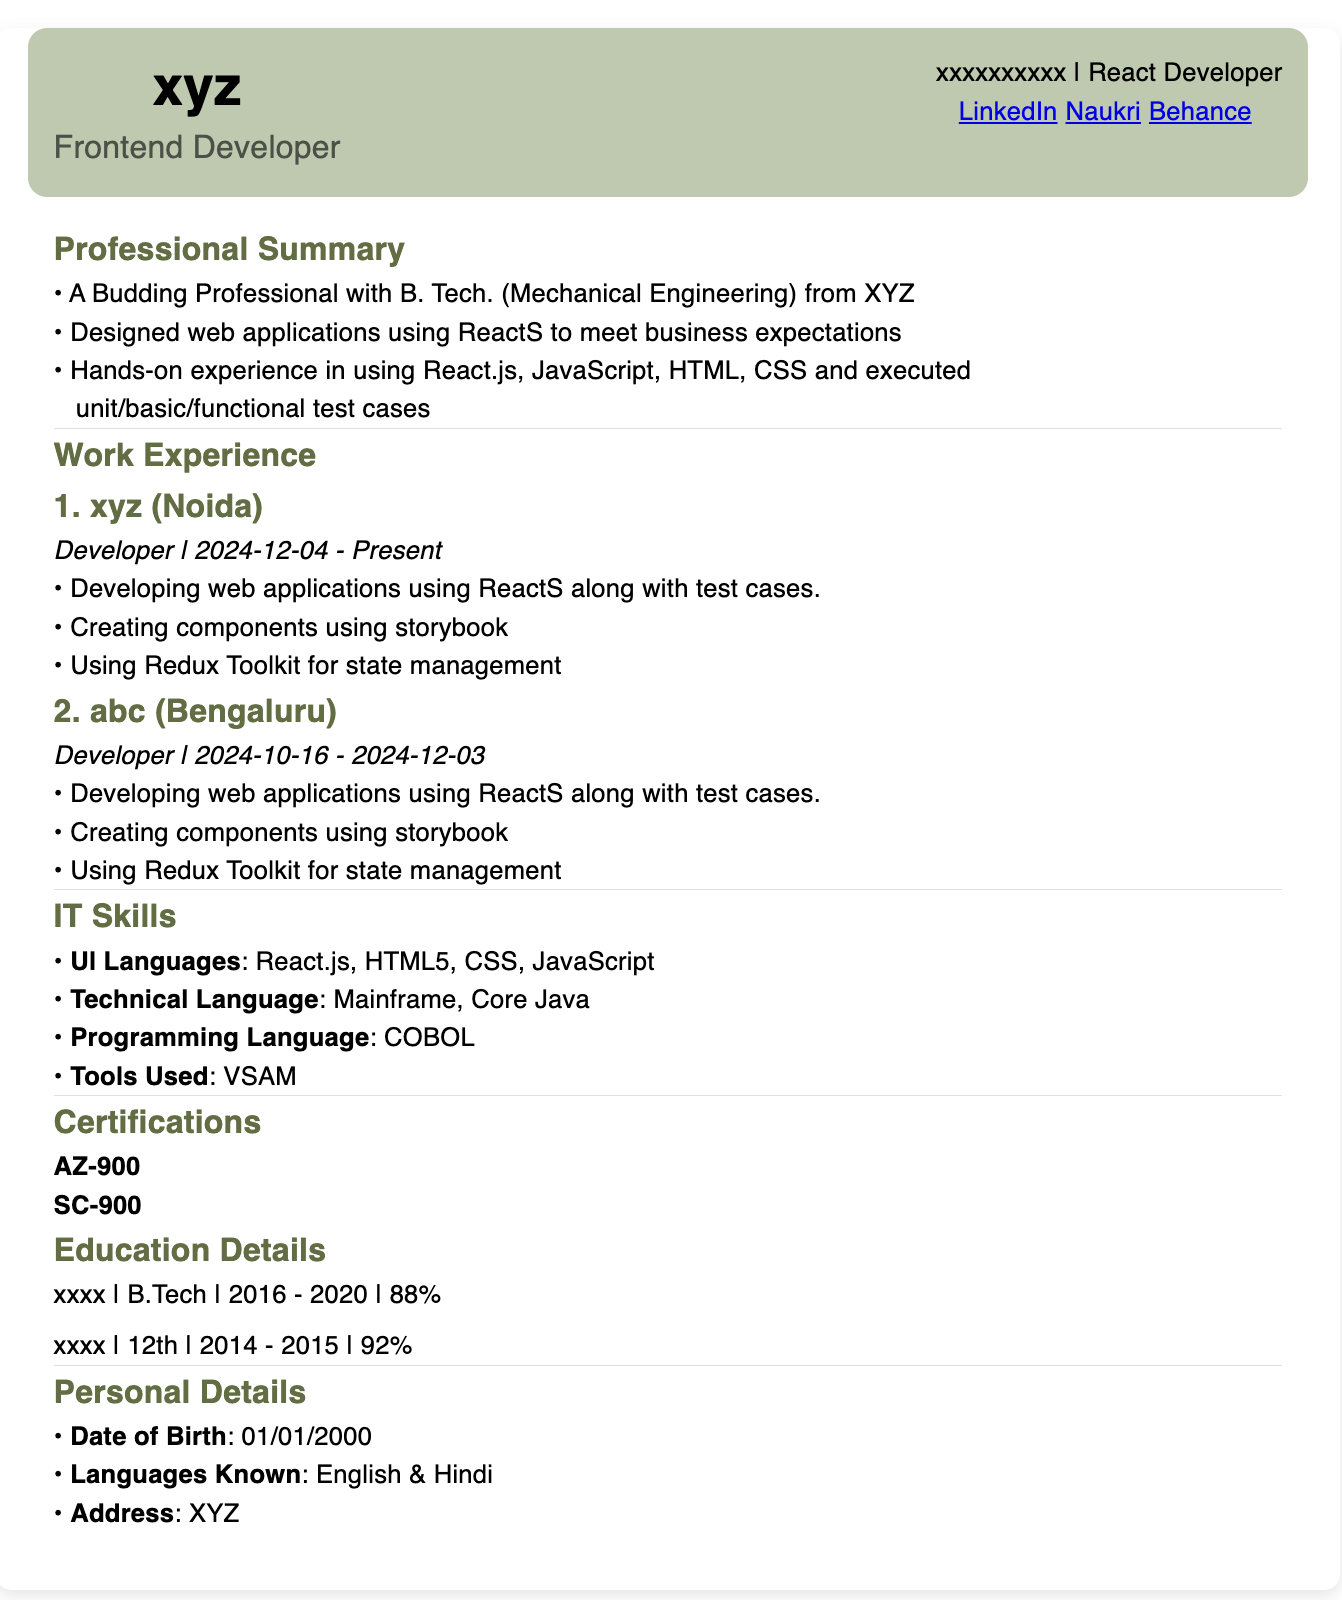 xyz
Frontend Developer
xxxxxxxxxx | React Developer
LinkedIn Naukri Behance
Professional Summary
• A Budding Professional with B. Tech. (Mechanical Engineering) from XYZ
• Designed web applications using ReactS to meet business expectations
• Hands-on experience in using React.js, JavaScript, HTML, CSS and executed
unit/basic/functional test cases
Work Experience
1. xyz (Noida)
Developer | 2024-12-04 - Present
• Developing web applications using ReactS along with test cases.
• Creating components using storybook
• Using Redux Toolkit for state management
2. abc (Bengaluru)
Developer | 2024-10-16 - 2024-12-03
• Developing web applications using ReactS along with test cases.
• Creating components using storybook
• Using Redux Toolkit for state management
IT Skills
• UI Languages: React.js, HTML5, CSS, JavaScript
• Technical Language: Mainframe, Core Java
• Programming Language: COBOL
• Tools Used: VSAM
Certifications
AZ-900
SC-900
Education Details
xxxx | B.Tech | 2016 - 2020 | 88%
xxxx | 12th | 2014 - 2015 | 92%
Personal Details
• Date of Birth: 01/01/2000
• Languages Known: English & Hindi
• Address: XYZ